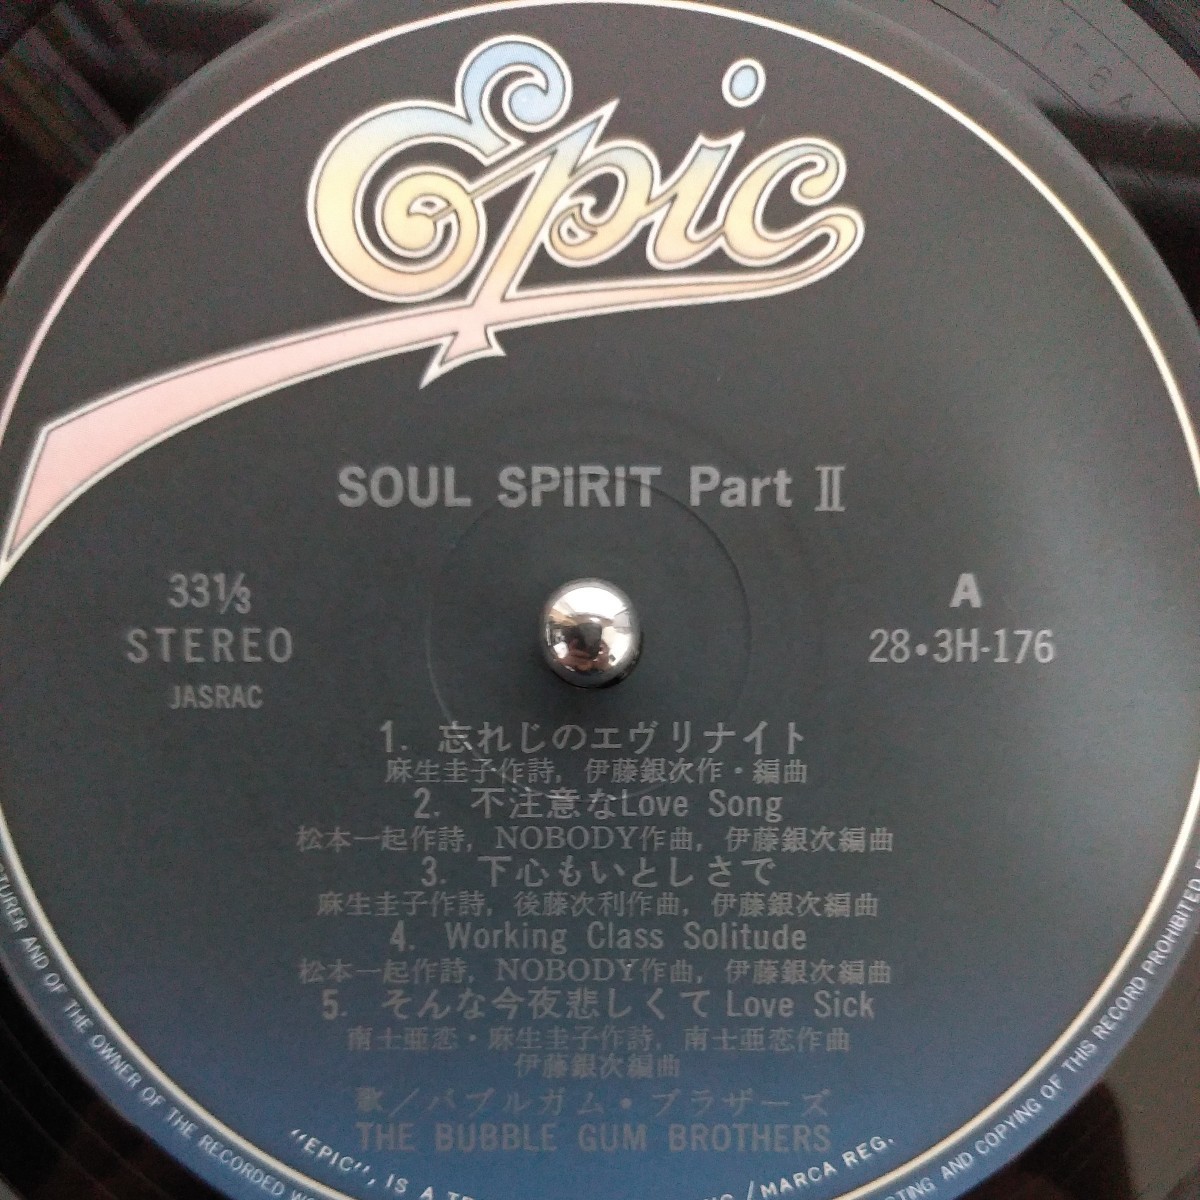 Epic
SOUL SPiRiT Part Ⅱ
33⅓
STEREO
JASRAC
A
28・3H-176
1. 忘れじのエヴリナイト
麻生圭子作詩, 伊藤銀次作・編曲
2. 不注意なLove Song
松本一起作詩, NOBODY作曲, 伊藤銀次編曲
3. 下心もいとしさで
麻生圭子作詩, 後藤次利作曲, 伊藤銀次編曲
4. Working Class Solitude
松本一起作詩, NOBODY作曲, 伊藤銀次編曲
5. そんな今夜悲しくて Love Sick
南士亜恋・麻生圭子作詩, 南士亜恋作曲
伊藤銀次編曲
歌／バブルガム・ブラザーズ
THE BUBBLE GUM BROTHERS
AND OF THE OWNER OF THE RECORDED
"EPIC", IS A
/MARCA REG.
AND COPYING OF THIS RECORD PROHIBITED
176 A